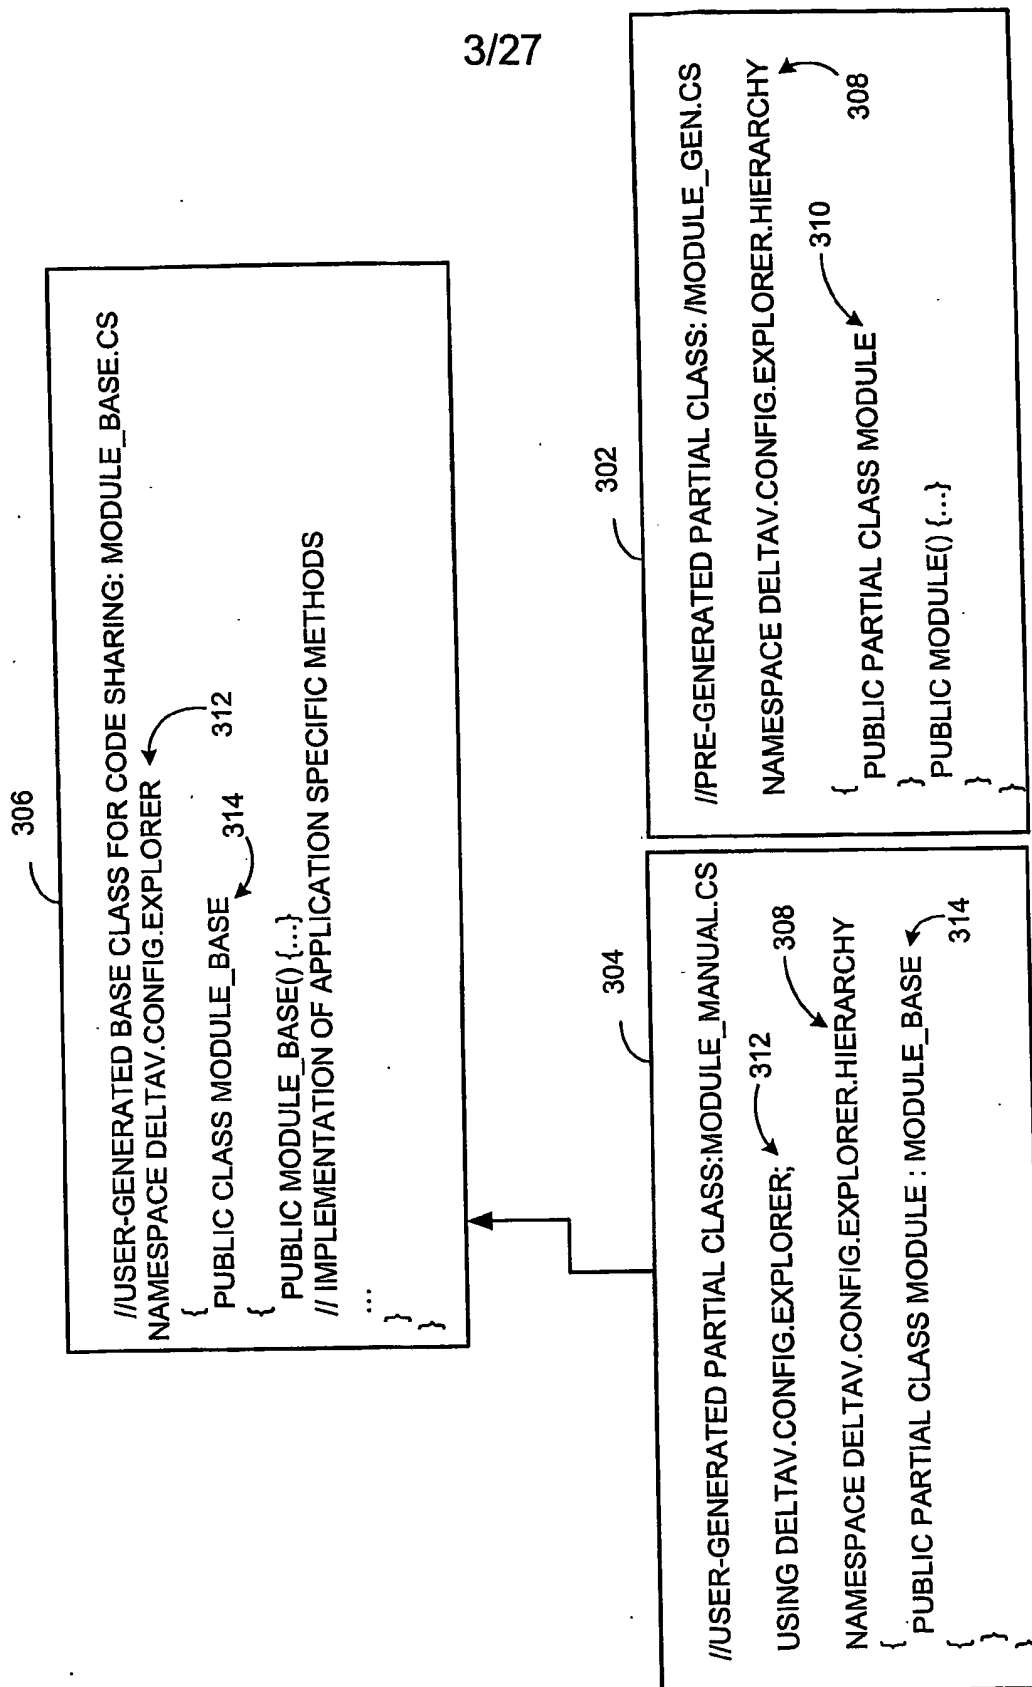 3/27
306
//USER-GENERATED BASE CLASS FOR CODE SHARING: MODULE_BASE.CS
NAMESPACE DELTAV.CONFIG.EXPLORER
312
{
PUBLIC CLASS MODULE_BASE
314
{
PUBLIC MODULE_BASE() {...}
// IMPLEMENTATION OF APPLICATION SPECIFIC METHODS
...
}
}
304
//USER-GENERATED PARTIAL CLASS:MODULE_MANUAL.CS
USING DELTAV.CONFIG.EXPLORER;
312
308
NAMESPACE DELTAV.CONFIG.EXPLORER.HIERARCHY
{
PUBLIC PARTIAL CLASS MODULE : MODULE_BASE
314
{
}
}
302
//PRE-GENERATED PARTIAL CLASS: /MODULE_GEN.CS
NAMESPACE DELTAV.CONFIG.EXPLORER.HIERARCHY
308
310
{
PUBLIC PARTIAL CLASS MODULE
}
PUBLIC MODULE() {...}
}
}